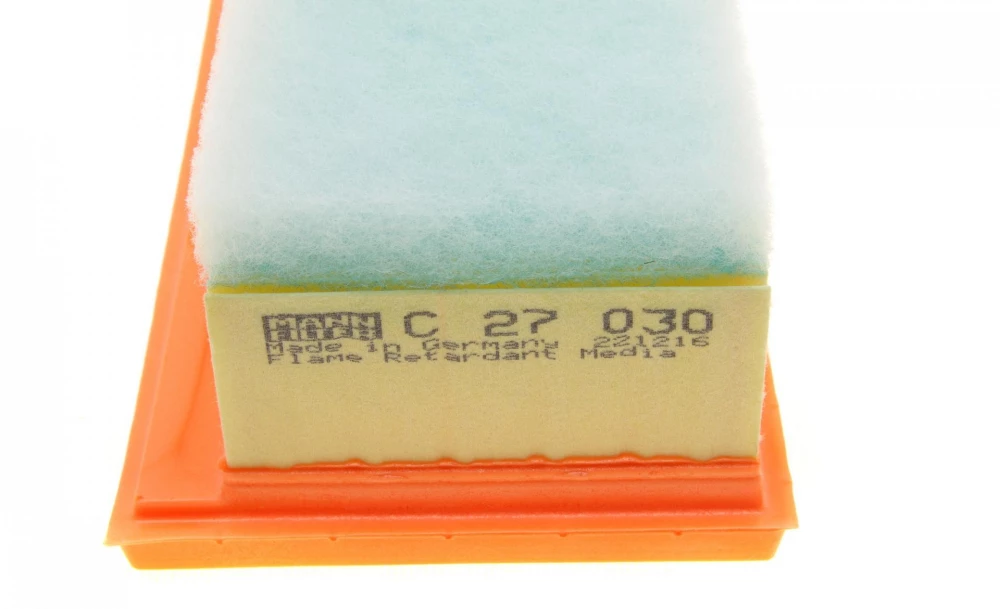 MANN FILTER C 27 030
Made in Germany 221216
Flame Retardant Media